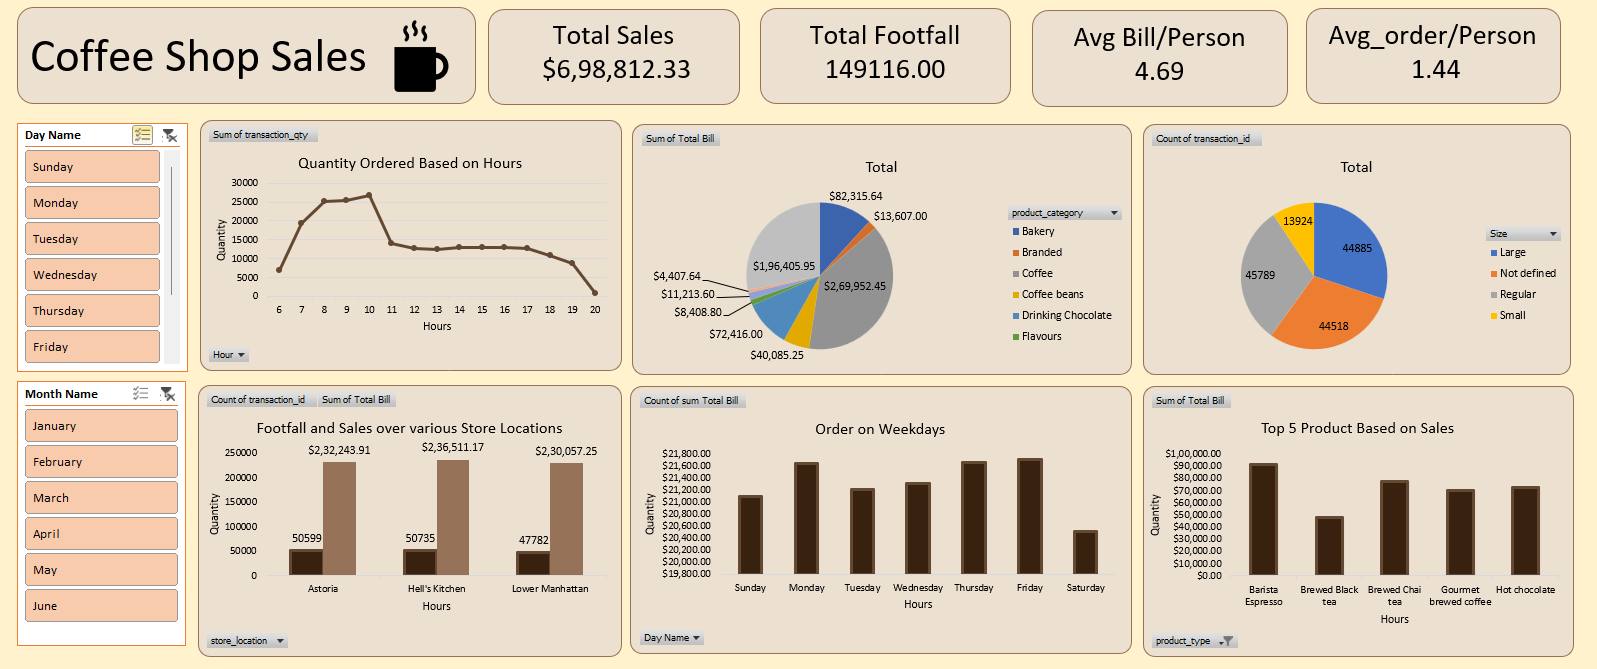 Coffee Shop Sales
Total Sales
$6,98,812.33
Total Footfall
149116.00
Avg Bill/Person
4.69
Avg_order/Person
1.44
Day Name
Sunday
Monday
Tuesday
Wednesday
Thursday
Friday
Sum of transaction_qty
Quantity Ordered Based on Hours
Quantity
30000
25000
20000
15000
10000
5000
0
6 7 8 9 10 11 12 13 14 15 16 17 18 19 20
Hours
Hour
Sum of Total Bill
Total
$82,315.64
$13,607.00
$2,69,952.45
$40,085.25
$72,416.00
$8,408.80
$11,213.60
$4,407.64
$1,96,405.95
product_category
Bakery
Branded
Coffee
Coffee beans
Drinking Chocolate
Flavours
Count of transaction_id
Total
44885
44518
45789
13924
Size
Large
Not defined
Regular
Small
Month Name
January
February
March
April
May
June
Count of transaction_id Sum of Total Bill
Footfall and Sales over various Store Locations
Quantity
250000
200000
150000
100000
50000
0
$2,32,243.91
$2,36,511.17
$2,30,057.25
50599
50735
47782
Astoria Hell's Kitchen Lower Manhattan
Hours
store_location
Count of sum Total Bill
Order on Weekdays
Quantity
$21,800.00
$21,600.00
$21,400.00
$21,200.00
$21,000.00
$20,800.00
$20,600.00
$20,400.00
$20,200.00
$20,000.00
$19,800.00
Sunday Monday Tuesday Wednesday Thursday Friday Saturday
Hours
Day Name
Sum of Total Bill
Top 5 Product Based on Sales
Quantity
$1,00,000.00
$90,000.00
$80,000.00
$70,000.00
$60,000.00
$50,000.00
$40,000.00
$30,000.00
$20,000.00
$10,000.00
$0.00
Barista Brewed Black Brewed Chai Gourmet Hot chocolate
Espresso tea tea brewed coffee
Hours
product_type